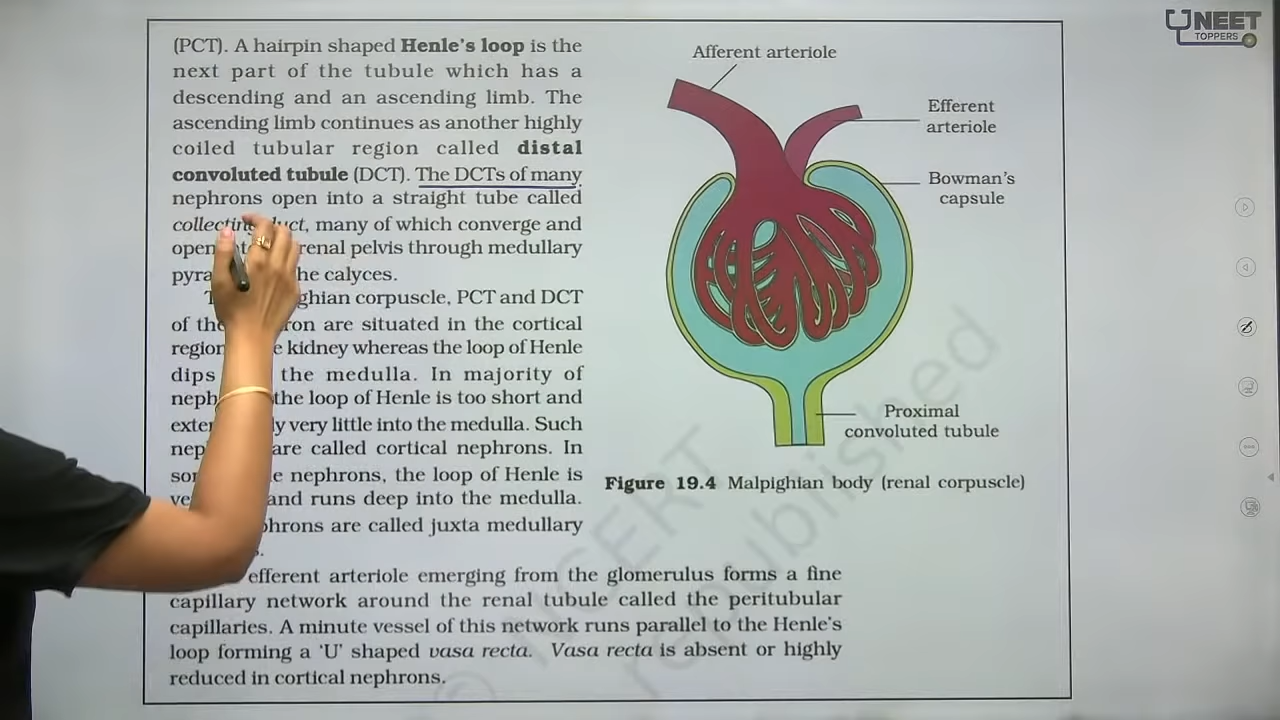 (PCT). A hairpin shaped Henle's loop is the
next part of the tubule which has a
descending and an ascending limb. The
ascending limb continues as another highly
coiled tubular region called distal
convoluted tubule (DCT). The DCTs of many
nephrons open into a straight tube called
collecting duct, many of which converge and
open renal pelvis through medullary
calyces.
corpuscle, PCT and DCT
of are situated in the cortical
region kidney whereas the loop of Henle
dips the medulla. In majority of
the loop of Henle is too short and
very little into the medulla. Such
are called cortical nephrons. In
nephrons, the loop of Henle is
and runs deep into the medulla.
are called juxta medullary
efferent arteriole emerging from the glomerulus forms a fine
capillary network around the renal tubule called the peritubular
capillaries. A minute vessel of this network runs parallel to the Henle's
loop forming a 'U' shaped vasa recta. Vasa recta is absent or highly
reduced in cortical nephrons.
Afferent arteriole
Efferent
arteriole
Bowman's
capsule
Proximal
convoluted tubule
Figure 19.4 Malpighian body (renal corpuscle)
© NCERT
republished
NEET
TOPPERS